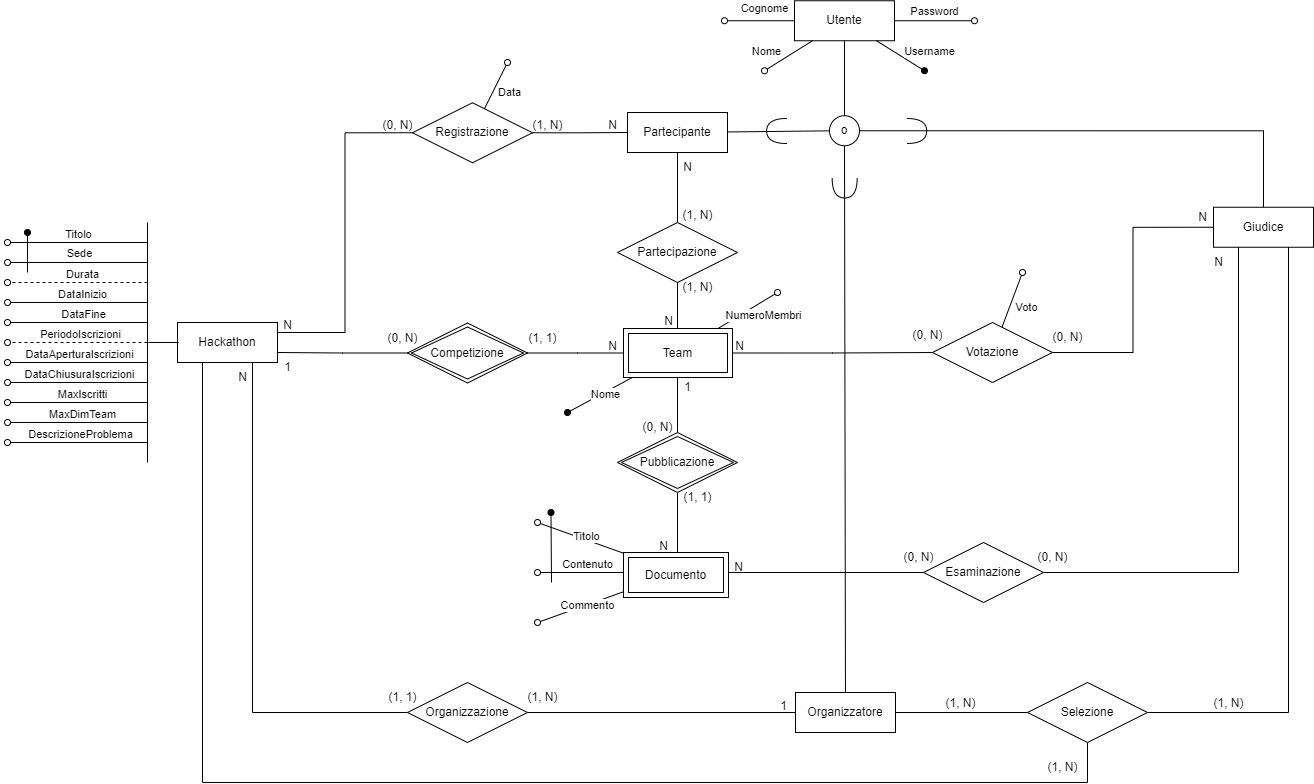 Cognome
Utente
Password
Nome
Username
Data
(0, N)
Registrazione
(1, N)
N
Partecipante
o
N
(1, N)
Partecipazione
(1, N)
N
Giudice
N
N
Titolo
Sede
Durata
DataInizio
DataFine
PeriodoIscrizioni
DataAperturaIscrizioni
DataChiusuraIscrizioni
MaxIscritti
MaxDimTeam
DescrizioneProblema
Hackathon
N
1
N
(0, N)
Competizione
(1, 1)
N
Team
N
NumeroMembri
Nome
1
(0, N)
Votazione
(0, N)
Voto
(0, N)
Pubblicazione
(1, 1)
N
Titolo
Contenuto
Commento
Documento
N
(0, N)
Esaminazione
(0, N)
(1, 1)
Organizzazione
(1, N)
1
Organizzatore
(1, N)
Selezione
(1, N)
(1, N)